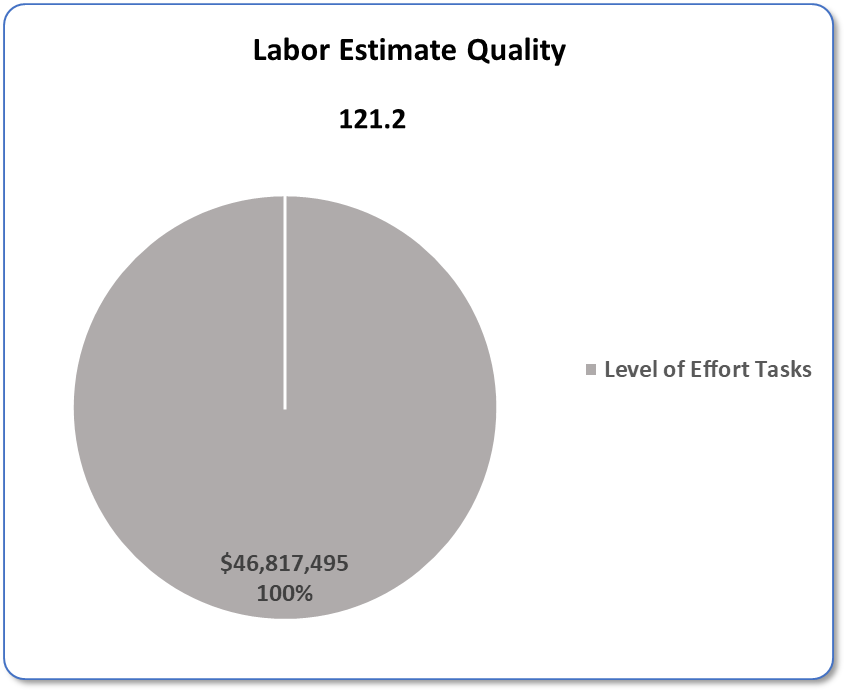 Labor Estimate Quality
121.2
Level of Effort Tasks
$46,817,495
100%